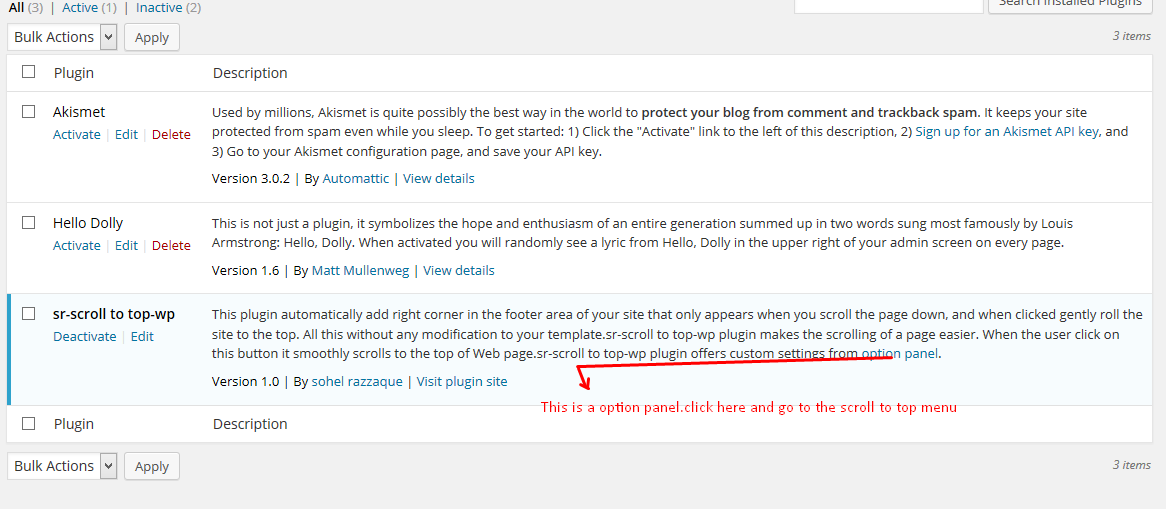 All (3) | Active (1) | Inactive (2)
Search Installed Plugins
Bulk Actions Apply
3 items
Plugin Description
Akismet
Activate | Edit | Delete
Used by millions, Akismet is quite possibly the best way in the world to protect your blog from comment and trackback spam. It keeps your site
protected from spam even while you sleep. To get started: 1) Click the "Activate" link to the left of this description, 2) Sign up for an Akismet API key, and
3) Go to your Akismet configuration page, and save your API key.
Version 3.0.2 | By Automattic | View details
Hello Dolly
Activate | Edit | Delete
This is not just a plugin, it symbolizes the hope and enthusiasm of an entire generation summed up in two words sung most famously by Louis
Armstrong: Hello, Dolly. When activated you will randomly see a lyric from Hello, Dolly in the upper right of your admin screen on every page.
Version 1.6 | By Matt Mullenweg | View details
sr-scroll to top-wp
Deactivate | Edit
This plugin automatically add right corner in the footer area of your site that only appears when you scroll the page down, and when clicked gently roll the
site to the top. All this without any modification to your template.sr-scroll to top-wp plugin makes the scrolling of a page easier. When the user click on
this button it smoothly scrolls to the top of Web page.sr-scroll to top-wp plugin offers custom settings from option panel.
Version 1.0 | By sohel razzaque | Visit plugin site
This is a option panel.click here and go to the scroll to top menu
Plugin Description
Bulk Actions Apply
3 items